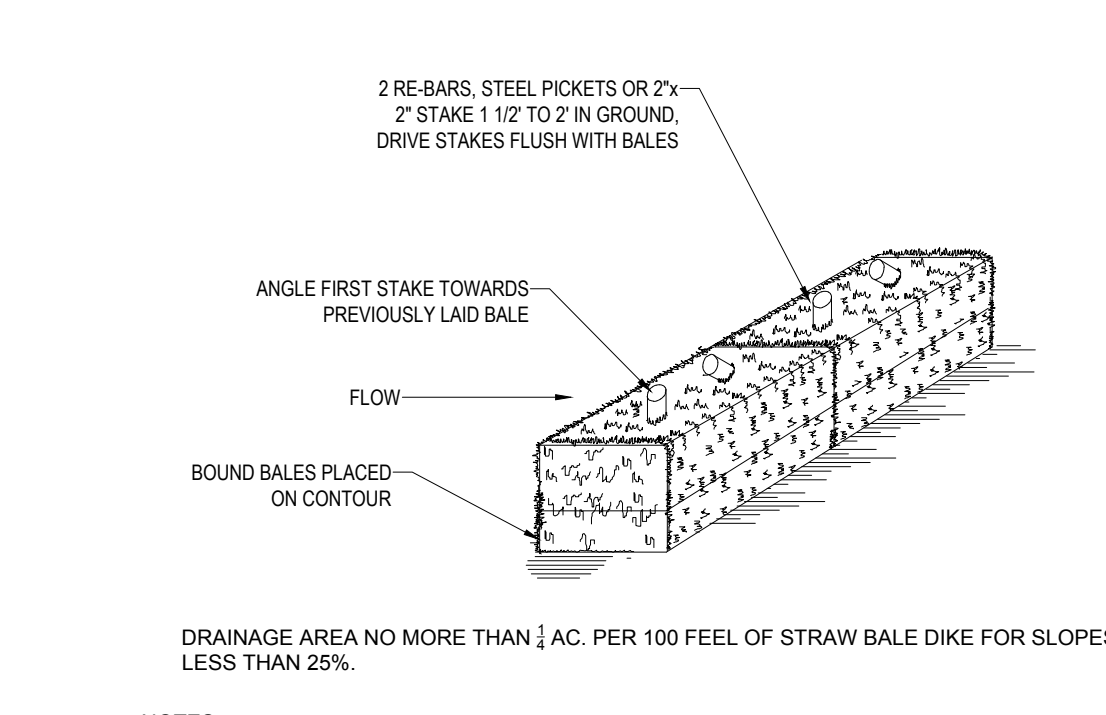 2 RE-BARS, STEEL PICKETS OR 2"x
2" STAKE 1 1/2' TO 2' IN GROUND,
DRIVE STAKES FLUSH WITH BALES
ANGLE FIRST STAKE TOWARDS
PREVIOUSLY LAID BALE
FLOW
BOUND BALES PLACED
ON CONTOUR
DRAINAGE AREA NO MORE THAN 1/4 AC. PER 100 FEEL OF STRAW BALE DIKE FOR SLOPES
LESS THAN 25%.